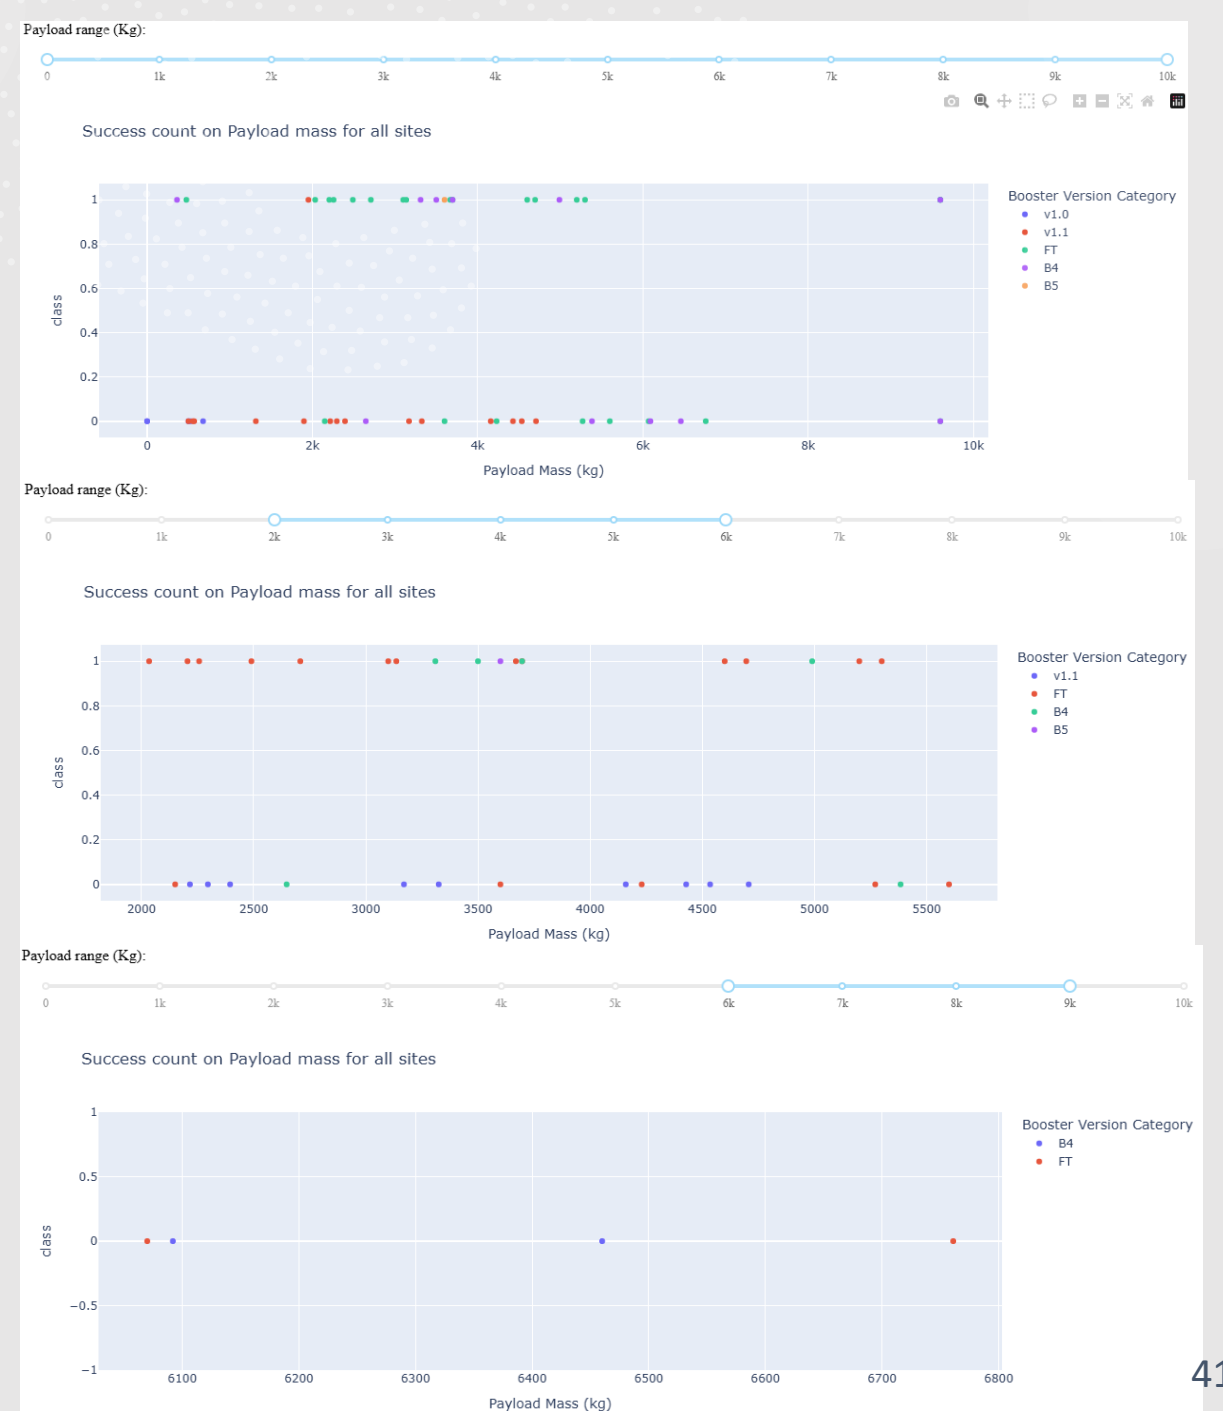 Payload range (Kg):
0 1k 2k 3k 4k 5k 6k 7k 8k 9k 10k
Success count on Payload mass for all sites
Booster Version Category
v1.0
v1.1
FT
B4
B5
class
1
0.8
0.6
0.4
0.2
0
0 2k 4k 6k 8k 10k
Payload Mass (kg)
Payload range (Kg):
0 1k 2k 3k 4k 5k 6k 7k 8k 9k 10k
Success count on Payload mass for all sites
Booster Version Category
v1.1
FT
B4
B5
class
1
0.8
0.6
0.4
0.2
0
2000 2500 3000 3500 4000 4500 5000 5500
Payload Mass (kg)
Payload range (Kg):
0 1k 2k 3k 4k 5k 6k 7k 8k 9k 10k
Success count on Payload mass for all sites
Booster Version Category
B4
FT
class
1
0.5
0
−0.5
−1
6100 6200 6300 6400 6500 6600 6700 6800
Payload Mass (kg)
41